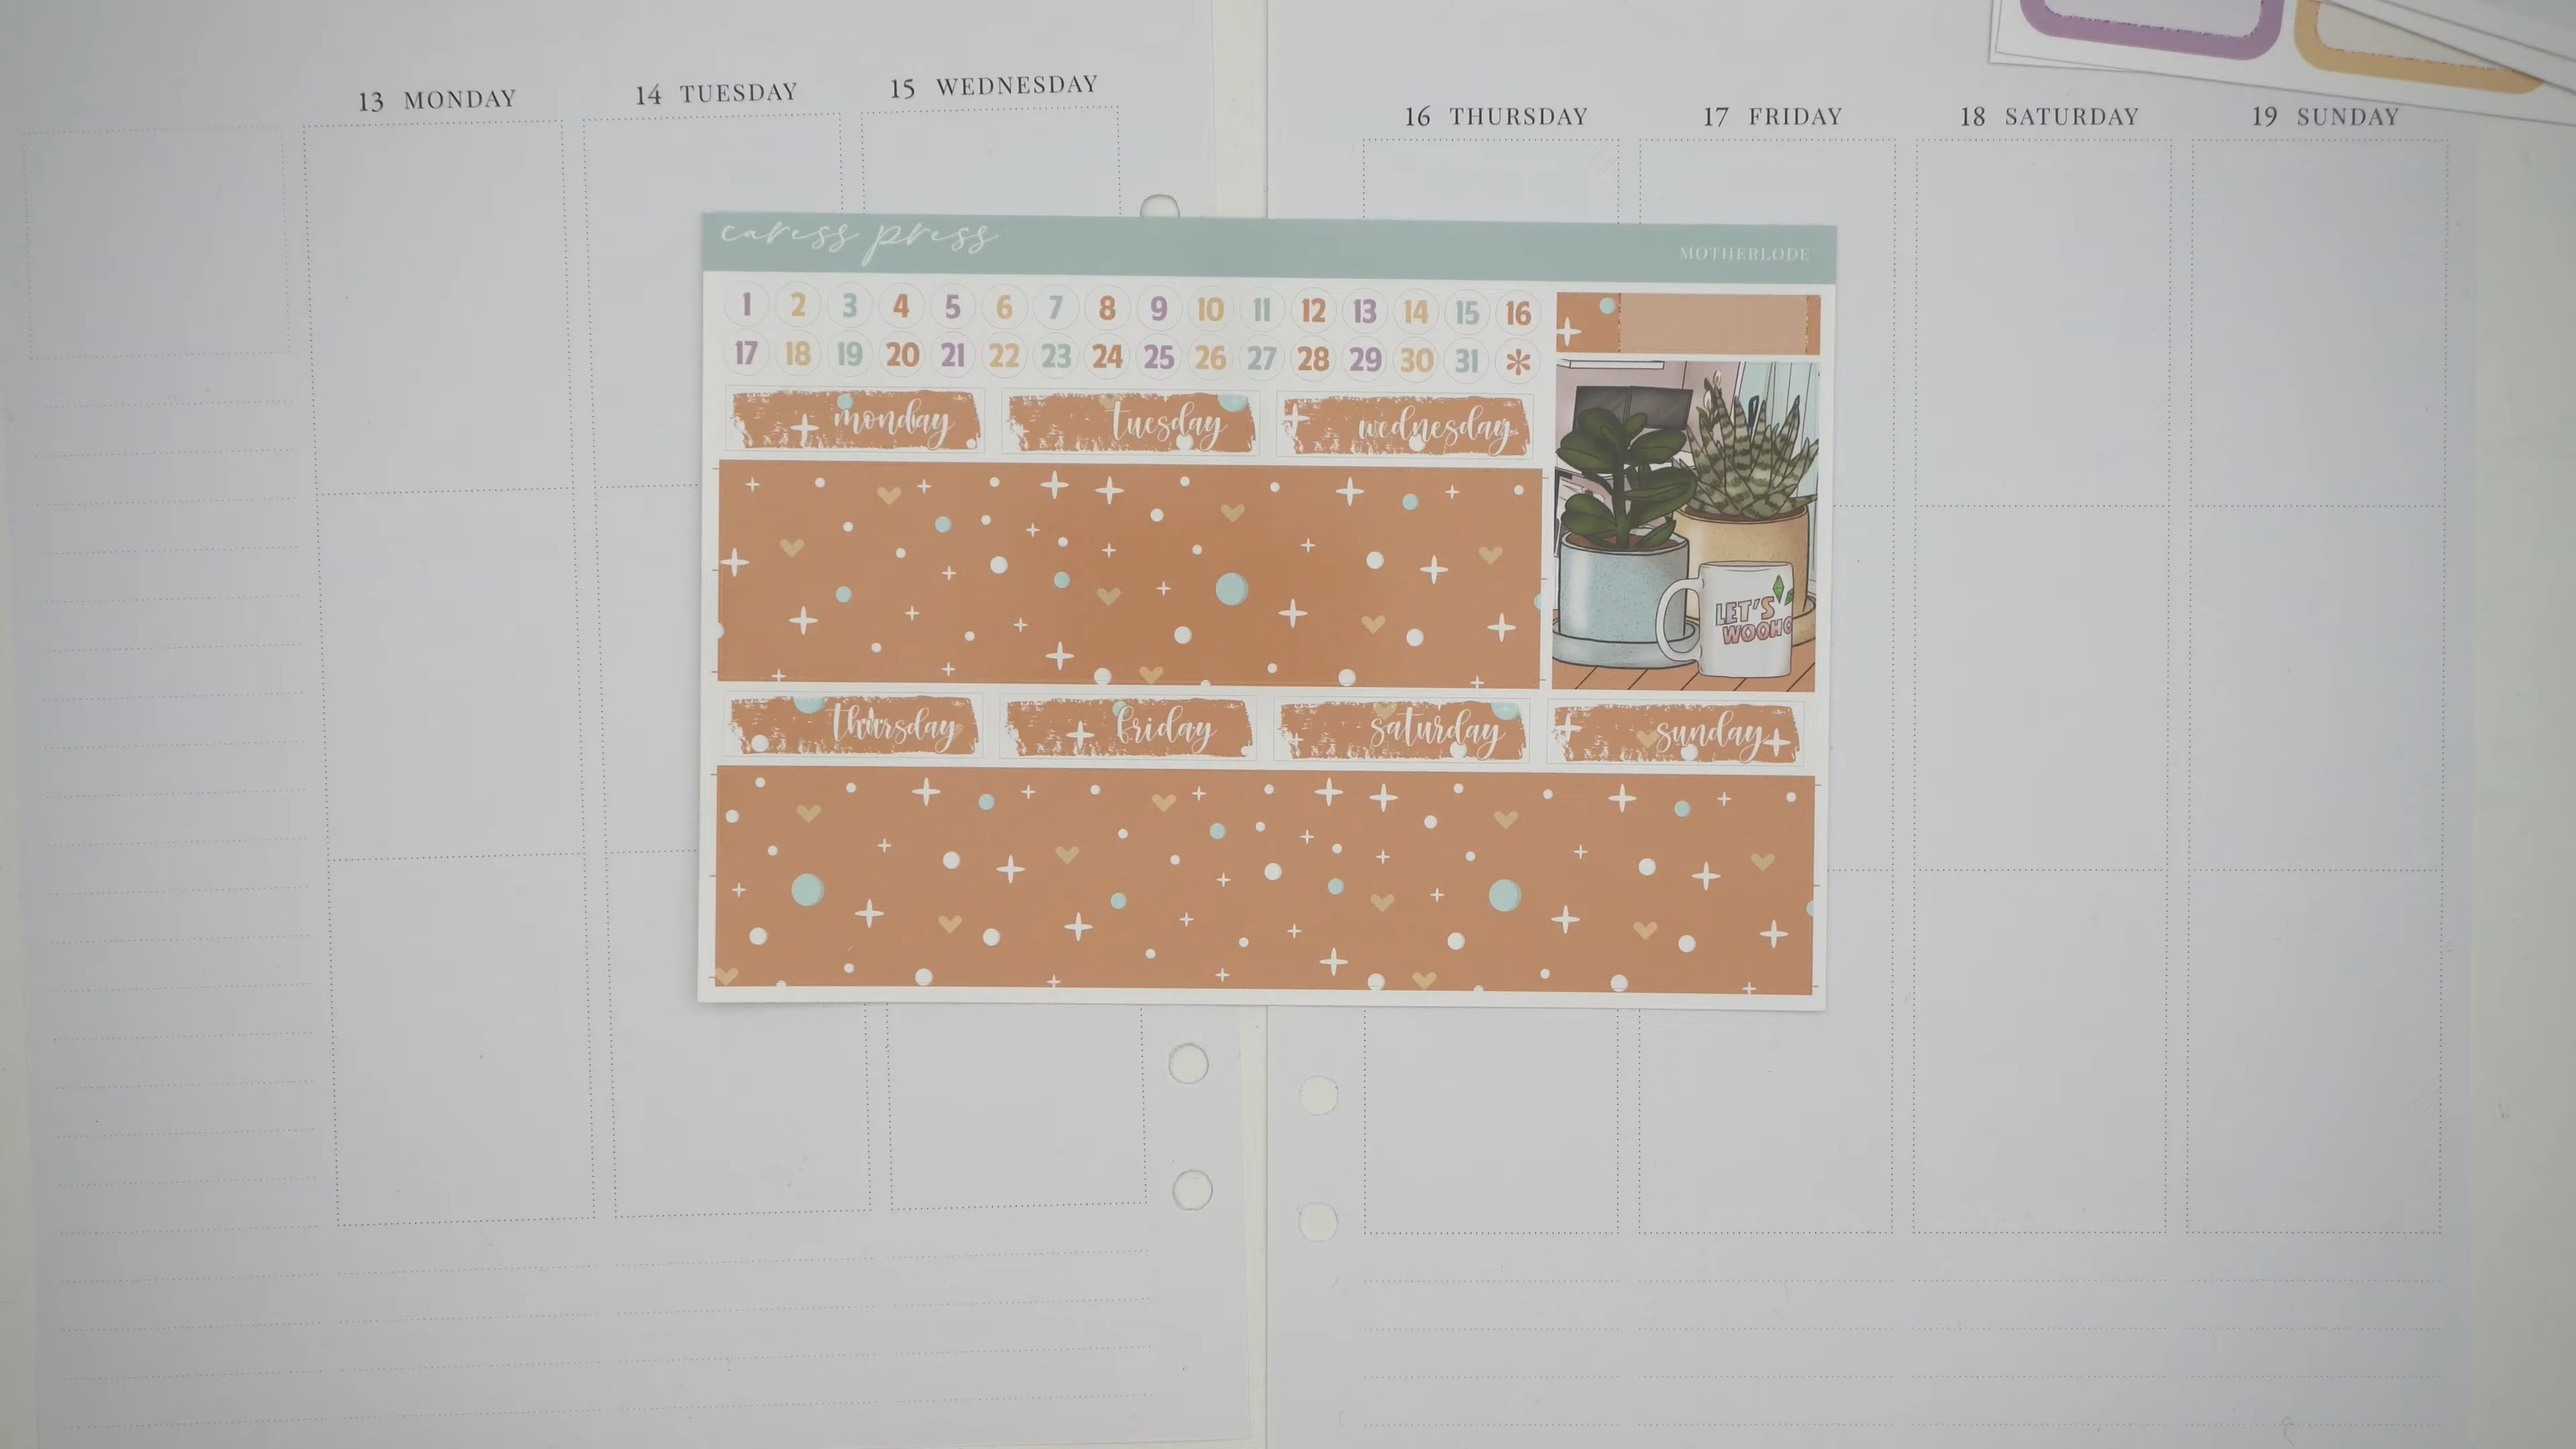 13 MONDAY 14 TUESDAY 15 WEDNESDAY
16 THURSDAY 17 FRIDAY 18 SATURDAY 19 SUNDAY
caress press
MOTHERLODE
1 2 3 4 5 6 7 8 9 10 11 12 13 14 15 16
17 18 19 20 21 22 23 24 25 26 27 28 29 30 31 *
monday tuesday wednesday
LET'S
WOOHO
thursday friday saturday sunday